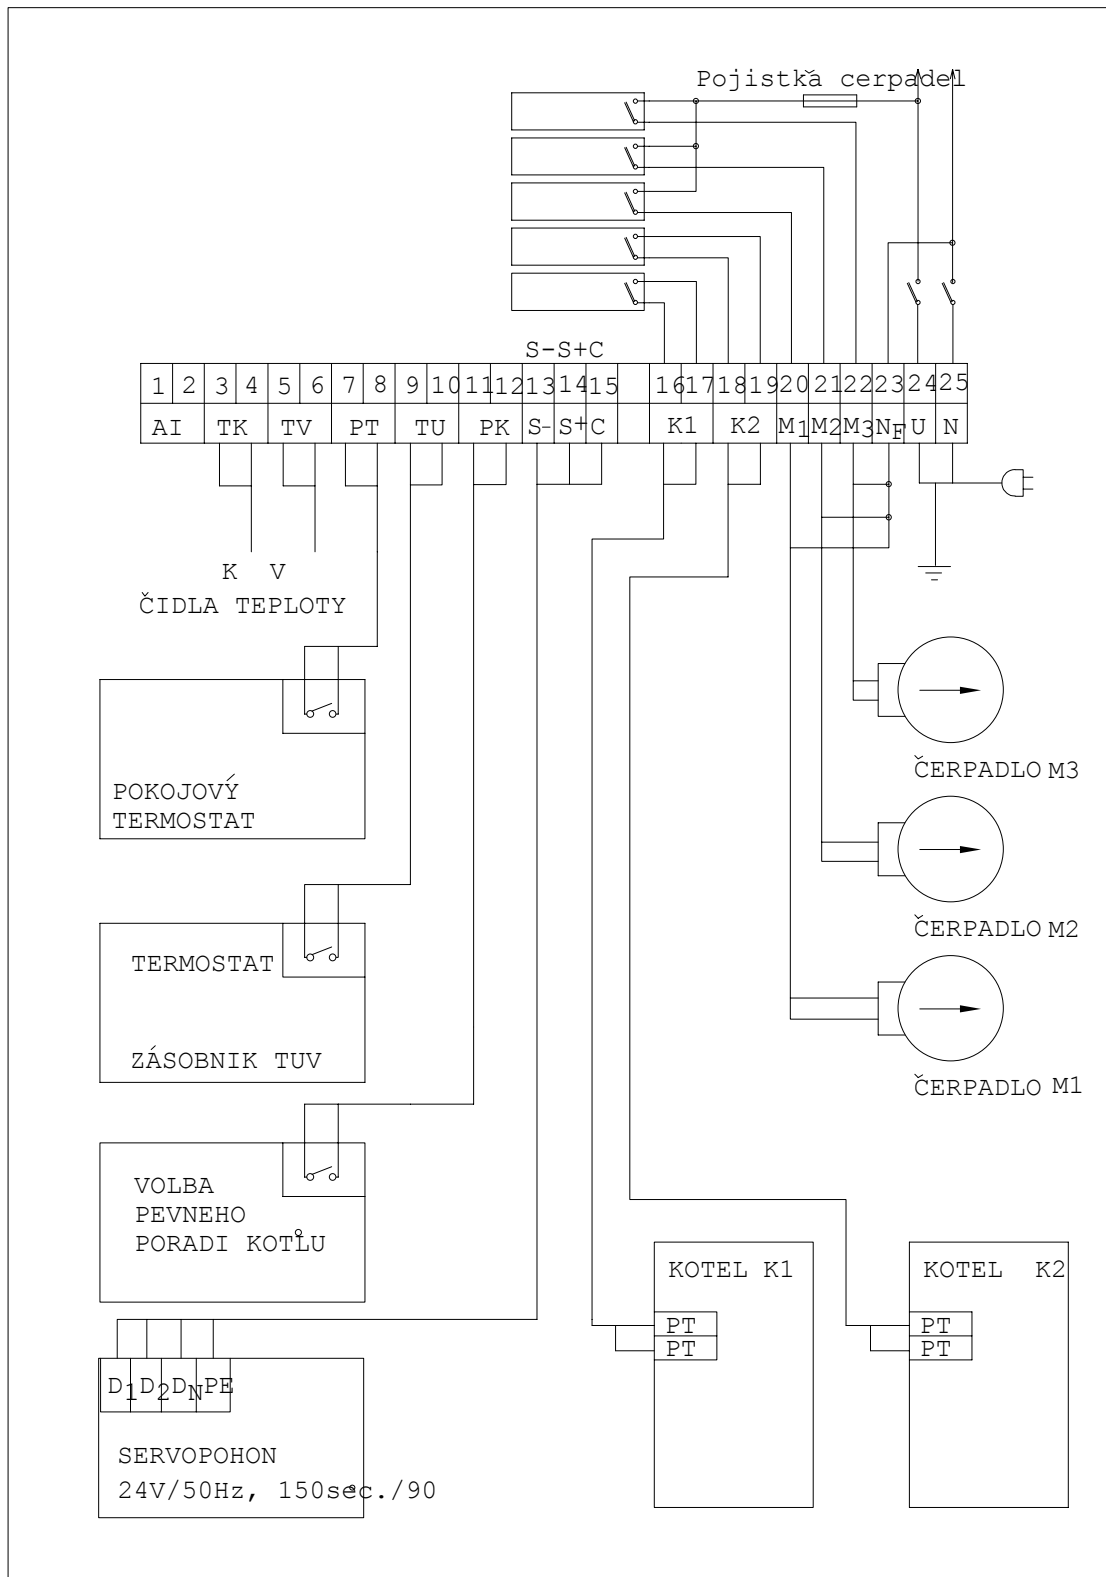 Pojistka čerpadel
S-S+C
1 2 3 4 5 6 7 8 9 10 11 12 13 14 15 16 17 18 19 20 21 22 23 24 25
AI TK TV PT TU PK S- S+ C K1 K2 M1 M2 M3 NF U N
K V
ČIDLA TEPLOTY
POKOJOVÝ
TERMOSTAT
ČERPADLO M3
ČERPADLO M2
TERMOSTAT
ZÁSOBNIK TUV
ČERPADLO M1
VOLBA
PEVNEHO
PORADI KOTLŮ
KOTEL K1
PT
PT
KOTEL K2
PT
PT
D1 D2 DN PE
SERVOPOHON
24V/50Hz, 150sec./90°